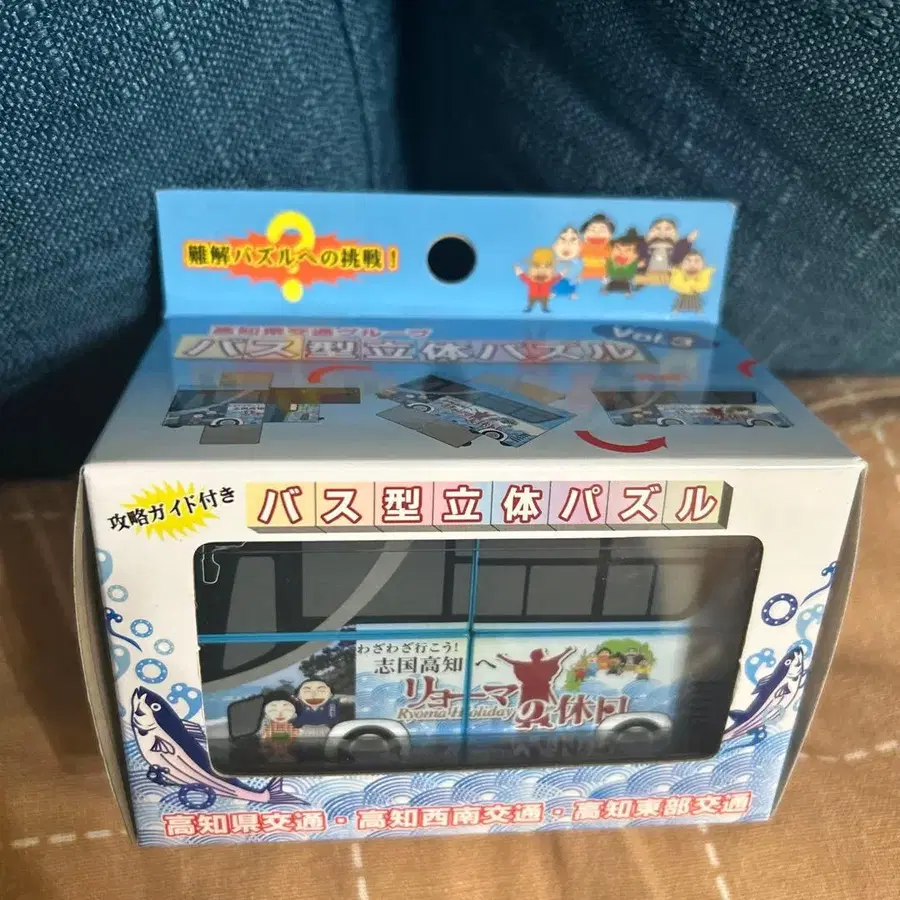 難解パズルへの挑戦!
高知県交通グループ
バス型立体パズル
Vol.3
攻略ガイド付き
バス型立体パズル
わざわざ行こう!
志国高知へ
リョーマの休日
Ryoma Holiday
高知県交通・高知西南交通・高知東部交通